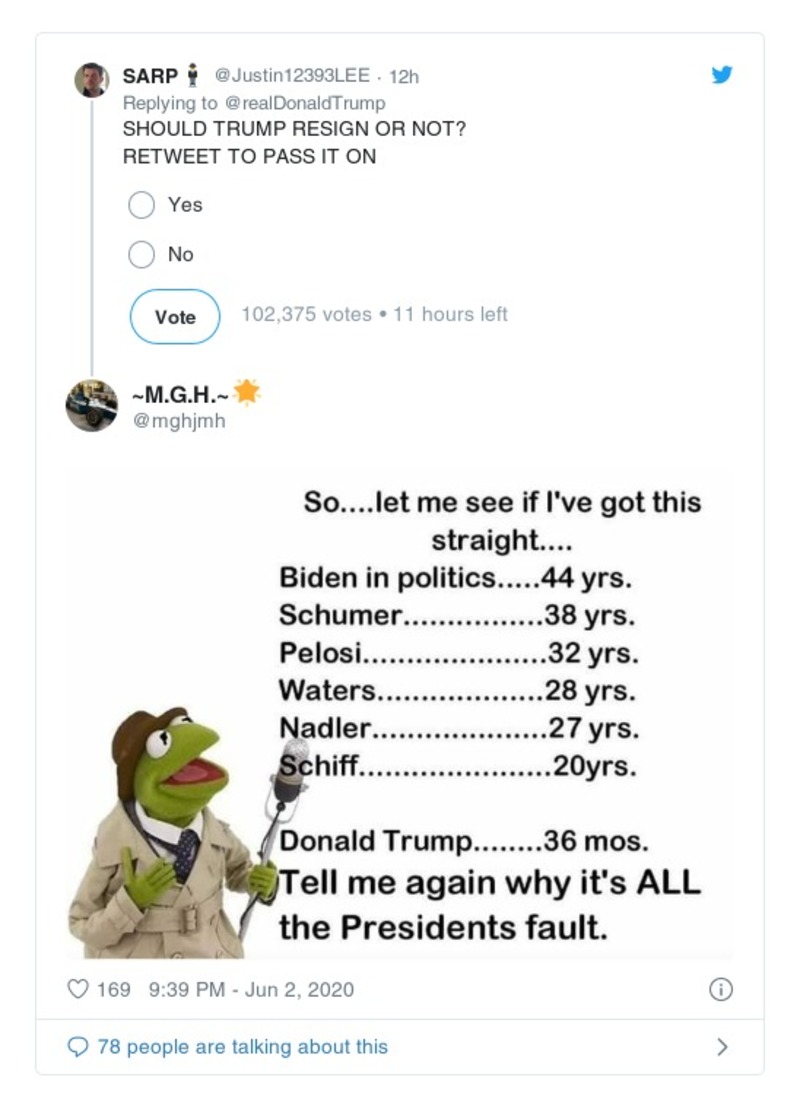 SARP @Justin12393LEE · 12h
Replying to @realDonaldTrump
SHOULD TRUMP RESIGN OR NOT?
RETWEET TO PASS IT ON
Yes
No
Vote 102,375 votes • 11 hours left
~M.G.H.~
@mghjmh
So....let me see if I've got this
straight....
Biden in politics.....44 yrs.
Schumer................38 yrs.
Pelosi.....................32 yrs.
Waters...................28 yrs.
Nadler....................27 yrs.
Schiff......................20yrs.
Donald Trump........36 mos.
Tell me again why it's ALL
the Presidents fault.
169 9:39 PM - Jun 2, 2020
78 people are talking about this